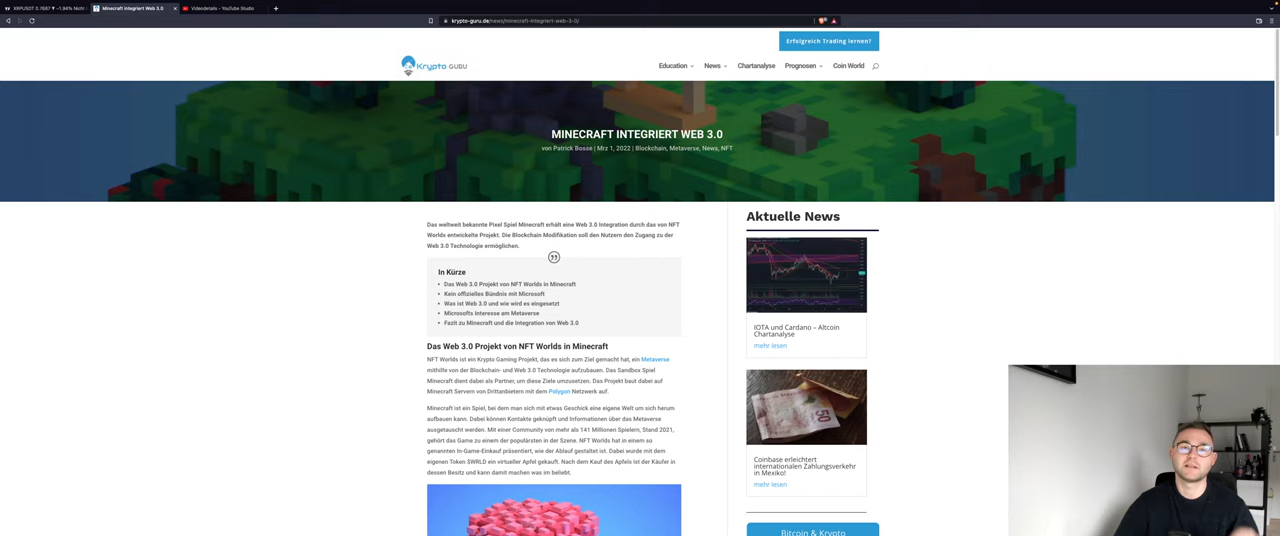 XRPUSDT 0.7687 ▼ −1.94% Nicht
Minecraft integriert Web 3.0
Videodetails - YouTube Studio
krypto-guru.de/news/minecraft-integriert-web-3-0/
Erfolgreich Trading lernen?
Krypto GURU
Education
News
Chartanalyse
Prognosen
Coin World
MINECRAFT INTEGRIERT WEB 3.0
von Patrick Bosse | Mrz 1, 2022 | Blockchain, Metaverse, News, NFT
Das weltweit bekannte Pixel Spiel Minecraft erhält eine Web 3.0 Integration durch das von NFT
Worlds entwickelte Projekt. Die Blockchain Modifikation soll den Nutzern den Zugang zu der
Web 3.0 Technologie ermöglichen.
In Kürze
• Das Web 3.0 Projekt von NFT Worlds in Minecraft
• Kein offizielles Bündnis mit Microsoft
• Was ist Web 3.0 und wie wird es eingesetzt
• Microsofts Interesse am Metaverse
• Fazit zu Minecraft und die Integration von Web 3.0
Das Web 3.0 Projekt von NFT Worlds in Minecraft
NFT Worlds ist ein Krypto Gaming Projekt, das es sich zum Ziel gemacht hat, ein Metaverse
mithilfe von der Blockchain- und Web 3.0 Technologie aufzubauen. Das Sandbox Spiel
Minecraft dient dabei als Partner, um diese Ziele umzusetzen. Das Projekt baut dabei auf
Minecraft Servern von Drittanbietern mit dem Polygon Netzwerk auf.
Minecraft ist ein Spiel, bei dem man sich mit etwas Geschick eine eigene Welt um sich herum
aufbauen kann. Dabei können Kontakte geknüpft und Informationen über das Metaverse
ausgetauscht werden. Mit einer Community von mehr als 141 Millionen Spielern, Stand 2021,
gehört das Game zu einem der populärsten in der Szene. NFT Worlds hat in einem so
genannten In-Game-Einkauf präsentiert, wie der Ablauf gestaltet ist. Dabei wurde mit dem
eigenen Token $WRLD ein virtueller Apfel gekauft. Nach dem Kauf des Apfels ist der Käufer in
dessen Besitz und kann damit machen was im beliebt.
Aktuelle News
IOTA und Cardano – Altcoin
Chartanalyse
mehr lesen
50
Coinbase erleichtert
internationalen Zahlungsverkehr
in Mexiko!
mehr lesen
Bitcoin & Krypto